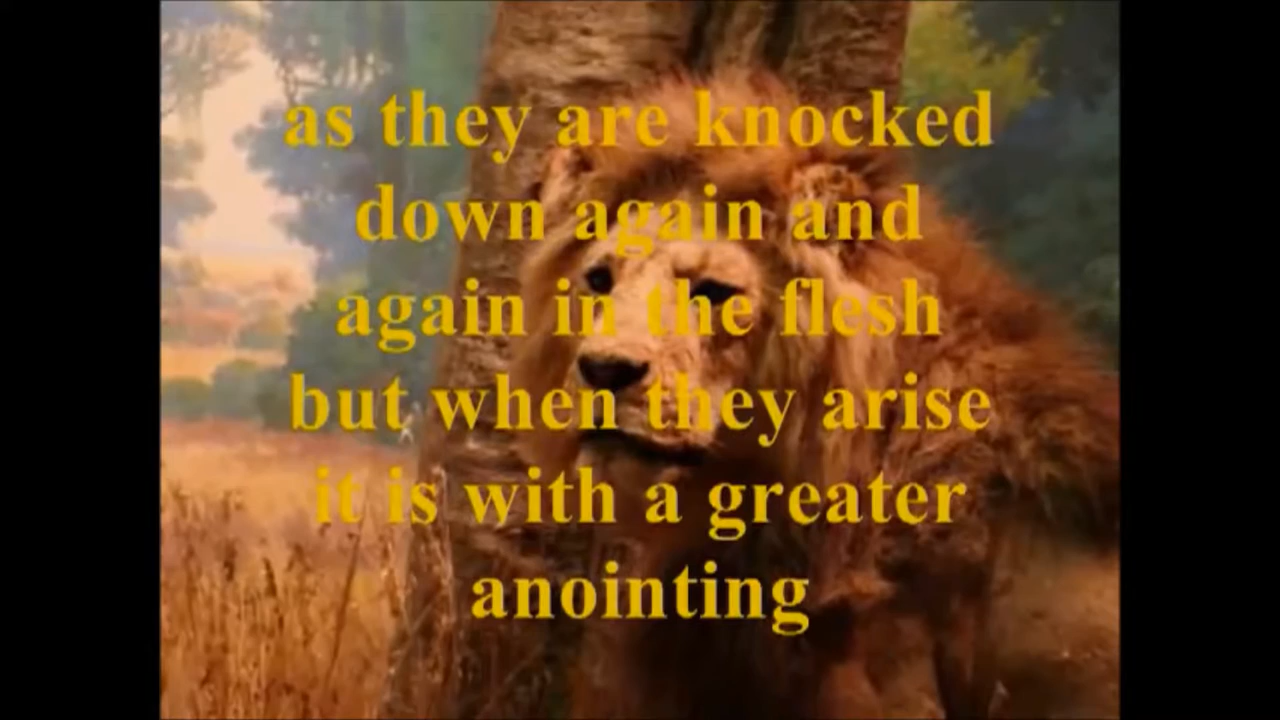 as they are knocked
down again and
again in the flesh
but when they arise
it is with a greater
anointing